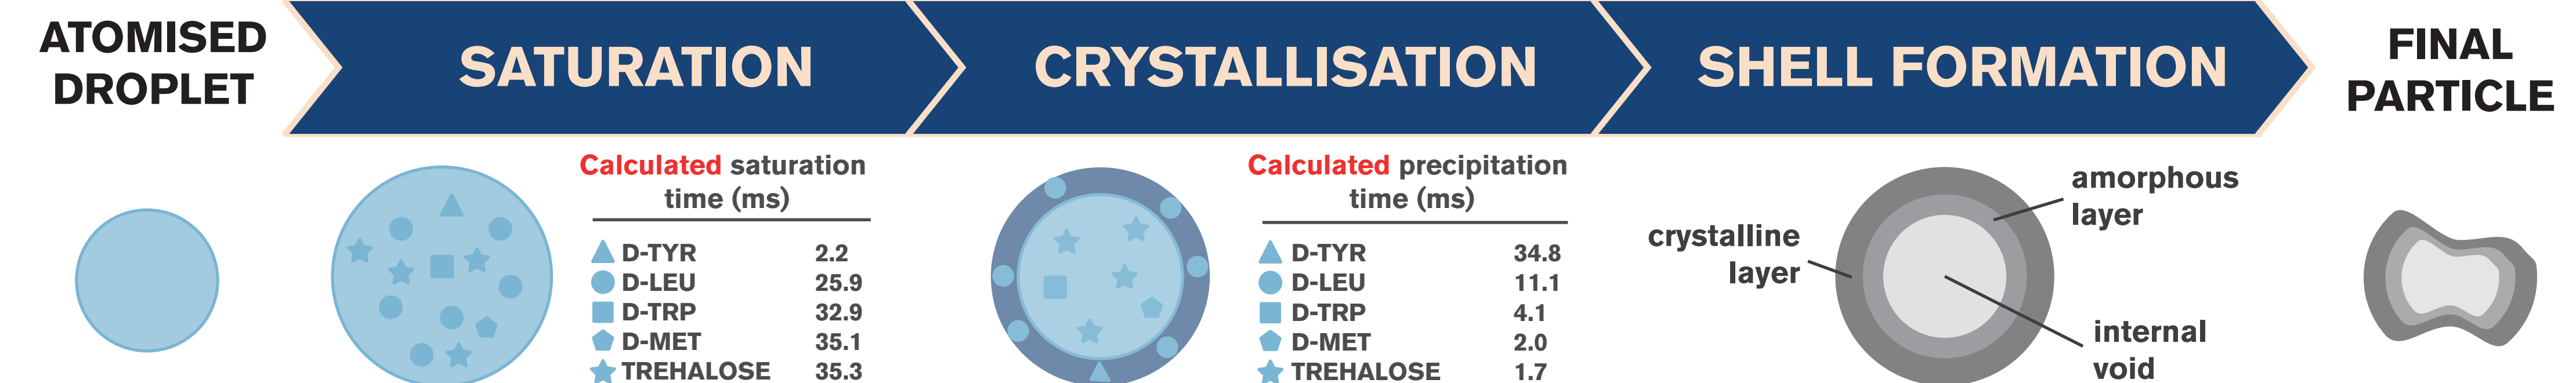 ATOMISED
DROPLET
SATURATION
CRYSTALLISATION
SHELL FORMATION
FINAL
PARTICLE
Calculated saturation
time (ms)
D-TYR 2.2
D-LEU 25.9
D-TRP 32.9
D-MET 35.1
TREHALOSE 35.3
Calculated precipitation
time (ms)
D-TYR 34.8
D-LEU 11.1
D-TRP 4.1
D-MET 2.0
TREHALOSE 1.7
crystalline
layer
amorphous
layer
internal
void